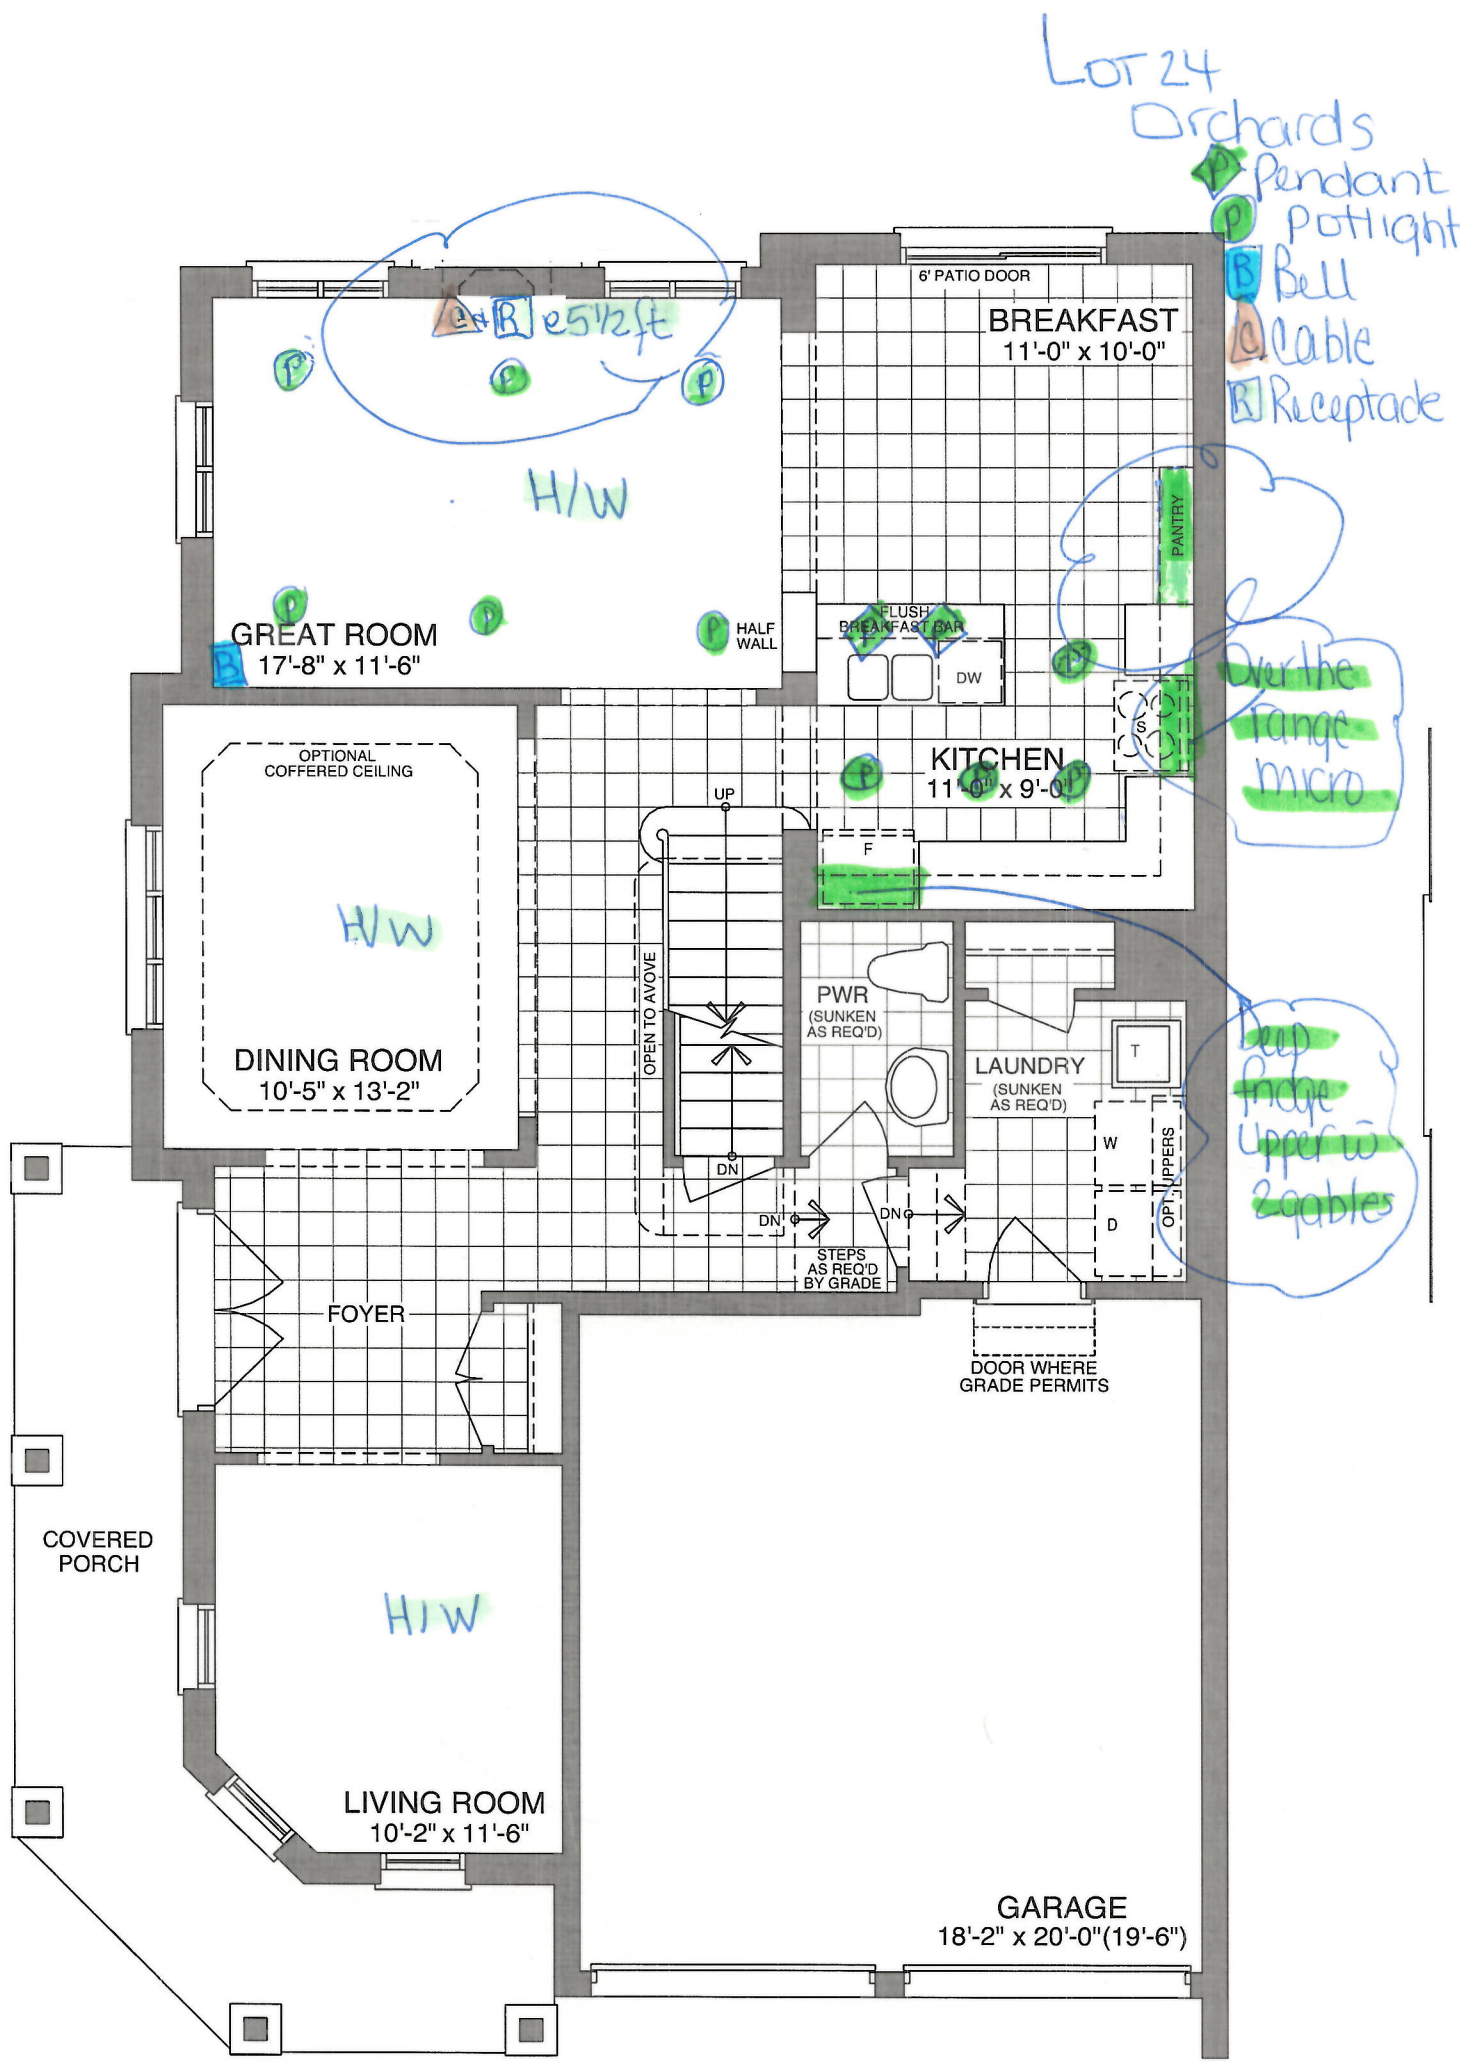 LOT 24
Orchards
P Pendant
P Potlight
B Bell
C Cable
R Receptacle
6' PATIO DOOR
BREAKFAST
11'-0" x 10'-0"
C + R @ 5 1/2 ft
P P P
H/W
PANTRY
P P P
GREAT ROOM
17'-8" x 11'-6"
B
HALF
WALL
FLUSH
BREAKFAST BAR
P P
DW
P
S
Over the
range
micro
KITCHEN
11'-0" x 9'-0"
P P P
F
OPTIONAL
COFFERED CEILING
H/W
DINING ROOM
10'-5" x 13'-2"
UP
OPEN TO AVOVE
DN
PWR
(SUNKEN
AS REQ'D)
LAUNDRY
(SUNKEN
AS REQ'D)
T
W
D
OPT. UPPERS
Deep
fridge
upper w
2 gables
DN
DN
STEPS
AS REQ'D
BY GRADE
FOYER
DOOR WHERE
GRADE PERMITS
COVERED
PORCH
H/W
LIVING ROOM
10'-2" x 11'-6"
GARAGE
18'-2" x 20'-0"(19'-6")